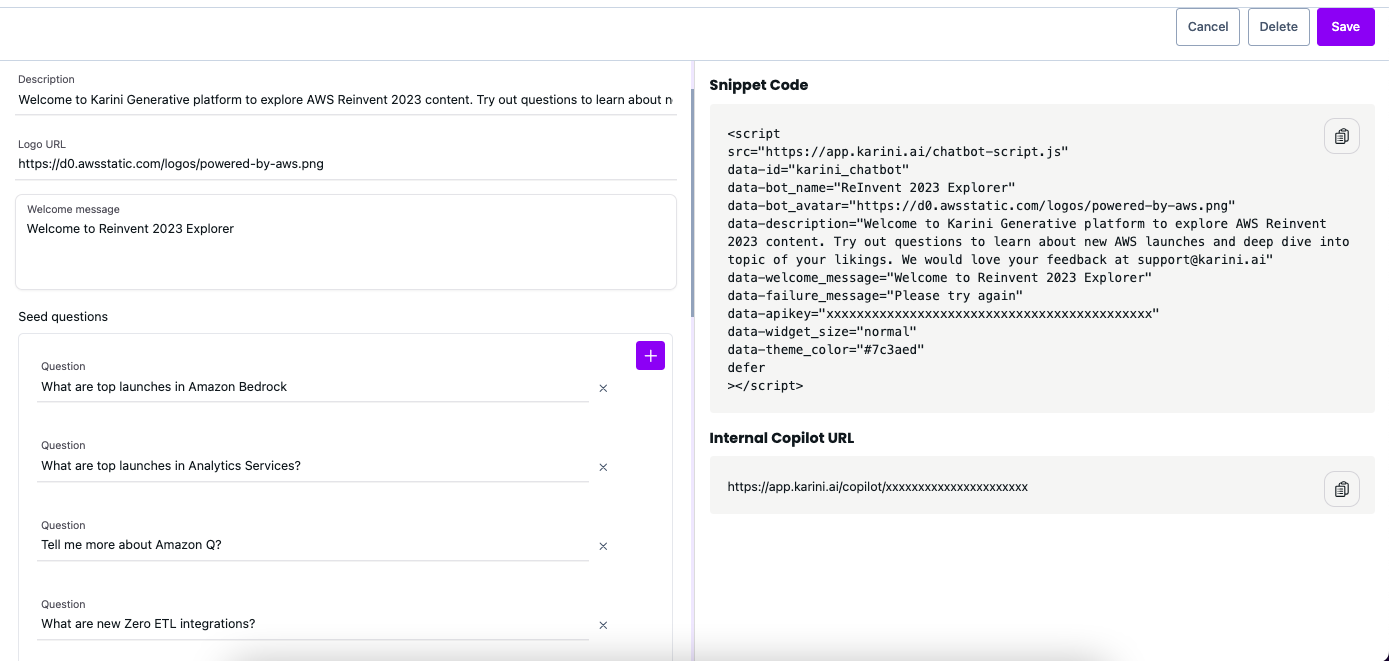 Cancel
Delete
Save
Description
Welcome to Karini Generative platform to explore AWS Reinvent 2023 content. Try out questions to learn about n
Logo URL
https://d0.awsstatic.com/logos/powered-by-aws.png
Welcome message
Welcome to Reinvent 2023 Explorer
Seed questions
Question
What are top launches in Amazon Bedrock
Question
What are top launches in Analytics Services?
Question
Tell me more about Amazon Q?
Question
What are new Zero ETL integrations?
Snippet Code
<script
src="https://app.karini.ai/chatbot-script.js"
data-id="karini_chatbot"
data-bot_name="ReInvent 2023 Explorer"
data-bot_avatar="https://d0.awsstatic.com/logos/powered-by-aws.png"
data-description="Welcome to Karini Generative platform to explore AWS Reinvent
2023 content. Try out questions to learn about new AWS launches and deep dive into
topic of your likings. We would love your feedback at support@karini.ai"
data-welcome_message="Welcome to Reinvent 2023 Explorer"
data-failure_message="Please try again"
data-apikey="xxxxxxxxxxxxxxxxxxxxxxxxxxxxxxxxxxxxxxxxxxx"
data-widget_size="normal"
data-theme_color="#7c3aed"
defer
></script>
Internal Copilot URL
https://app.karini.ai/copilot/xxxxxxxxxxxxxxxxxxxxxx